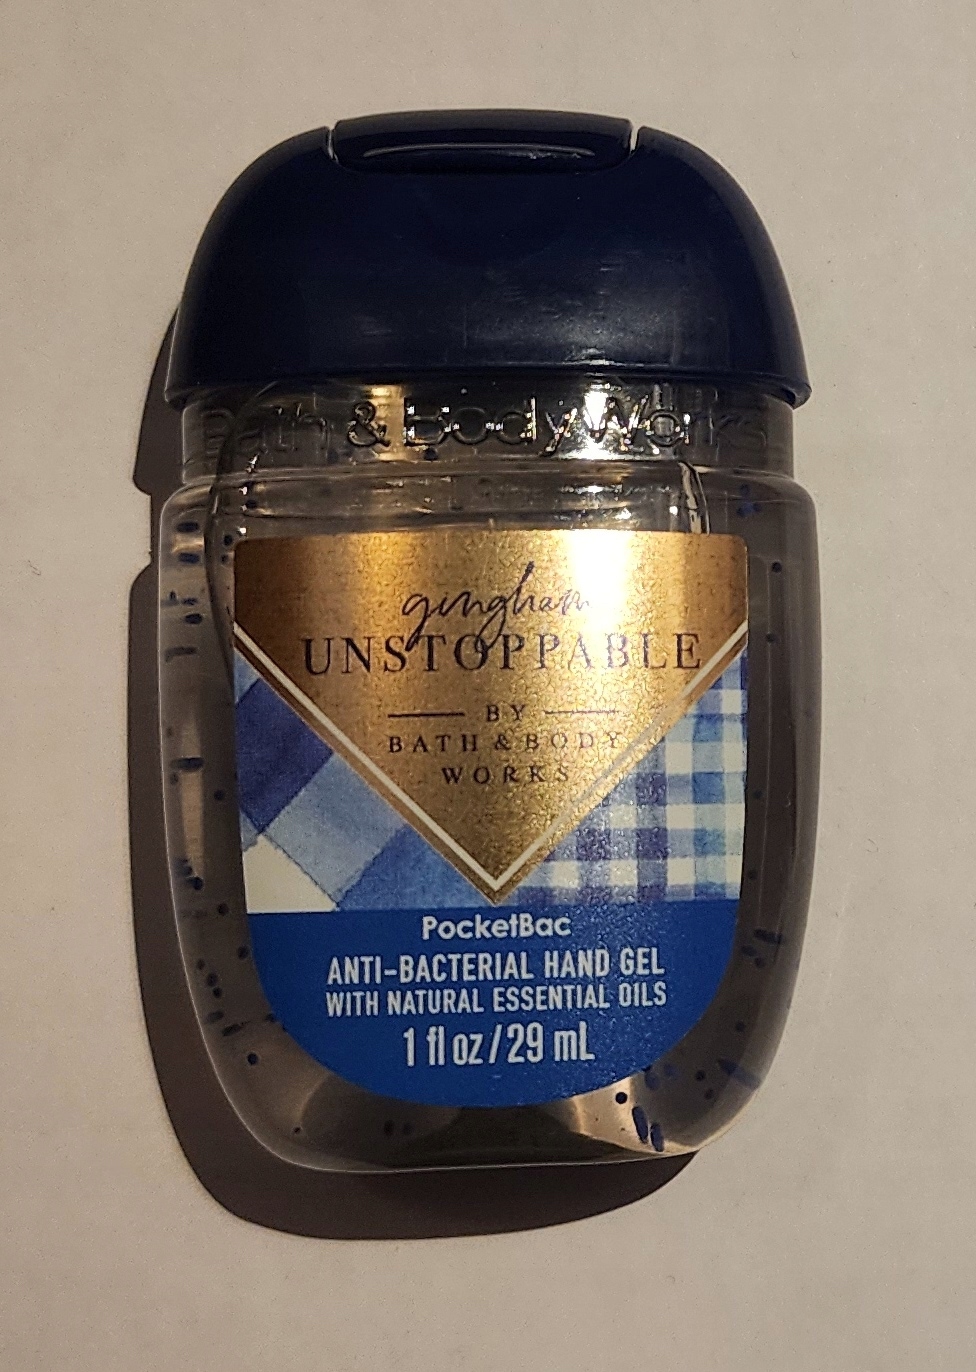 Bath & Body Works
gingham
UNSTOPPABLE
BY
BATH & BODY
WORKS
PocketBac
ANTI-BACTERIAL HAND GEL
WITH NATURAL ESSENTIAL OILS
1 fl oz/29 mL